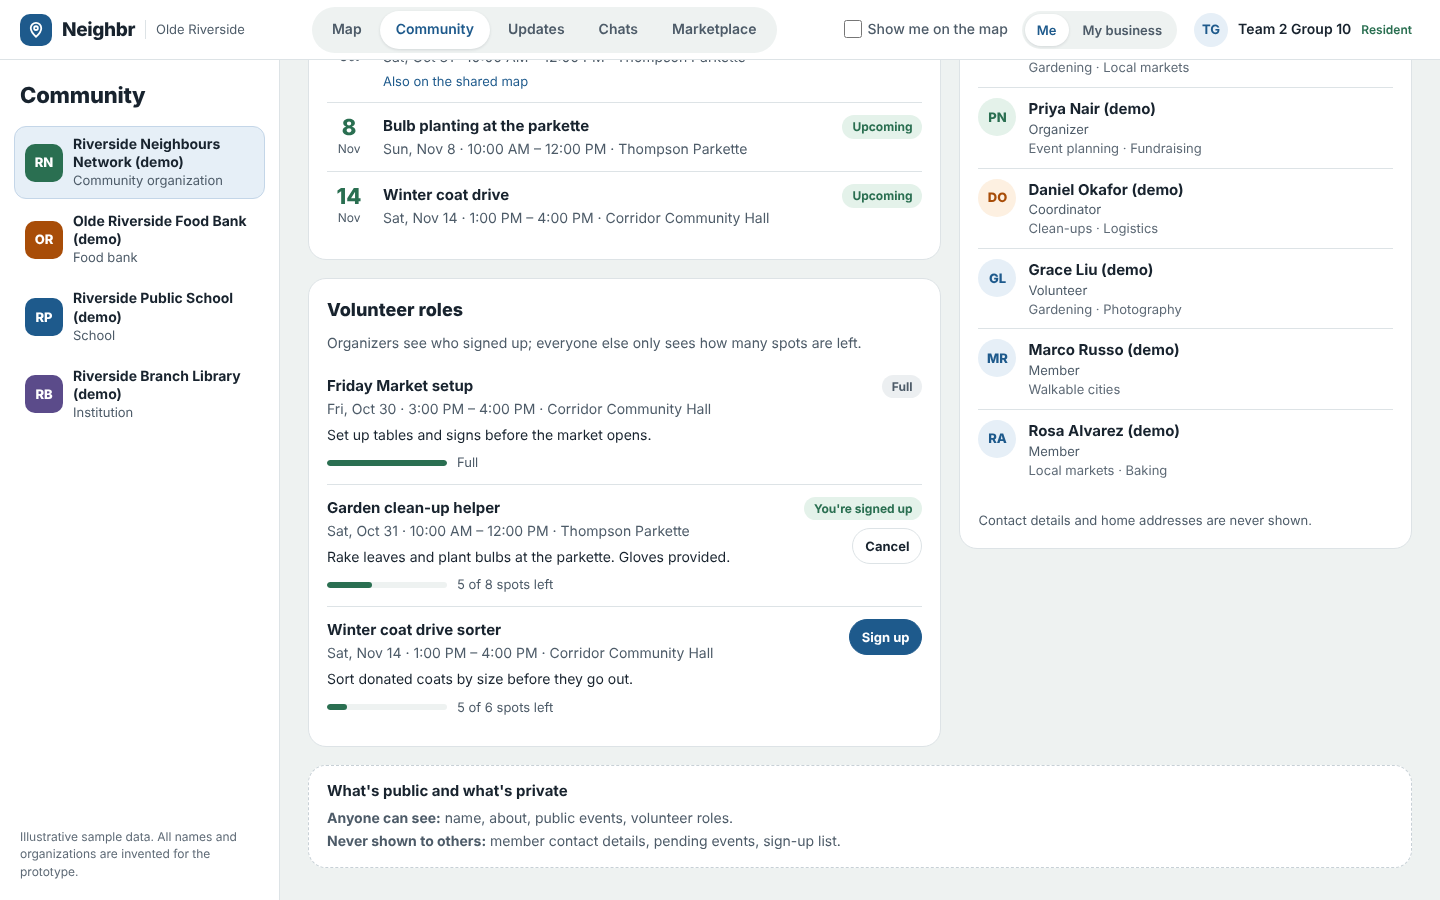 Neighbr
Olde Riverside
Map
Community
Updates
Chats
Marketplace
Show me on the map
Me
My business
TG
Team 2 Group 10
Resident
Community
RN
Riverside Neighbours
Network (demo)
Community organization
OR
Olde Riverside Food Bank
(demo)
Food bank
RP
Riverside Public School
(demo)
School
RB
Riverside Branch Library
(demo)
Institution
Illustrative sample data. All names and
organizations are invented for the
prototype.
Also on the shared map
8
Nov
Bulb planting at the parkette
Sun, Nov 8 · 10:00 AM – 12:00 PM · Thompson Parkette
Upcoming
14
Nov
Winter coat drive
Sat, Nov 14 · 1:00 PM – 4:00 PM · Corridor Community Hall
Upcoming
Volunteer roles
Organizers see who signed up; everyone else only sees how many spots are left.
Friday Market setup
Full
Fri, Oct 30 · 3:00 PM – 4:00 PM · Corridor Community Hall
Set up tables and signs before the market opens.
Full
Garden clean-up helper
You're signed up
Sat, Oct 31 · 10:00 AM – 12:00 PM · Thompson Parkette
Cancel
Rake leaves and plant bulbs at the parkette. Gloves provided.
5 of 8 spots left
Winter coat drive sorter
Sign up
Sat, Nov 14 · 1:00 PM – 4:00 PM · Corridor Community Hall
Sort donated coats by size before they go out.
5 of 6 spots left
Gardening · Local markets
PN
Priya Nair (demo)
Organizer
Event planning · Fundraising
DO
Daniel Okafor (demo)
Coordinator
Clean-ups · Logistics
GL
Grace Liu (demo)
Volunteer
Gardening · Photography
MR
Marco Russo (demo)
Member
Walkable cities
RA
Rosa Alvarez (demo)
Member
Local markets · Baking
Contact details and home addresses are never shown.
What's public and what's private
Anyone can see: name, about, public events, volunteer roles.
Never shown to others: member contact details, pending events, sign-up list.